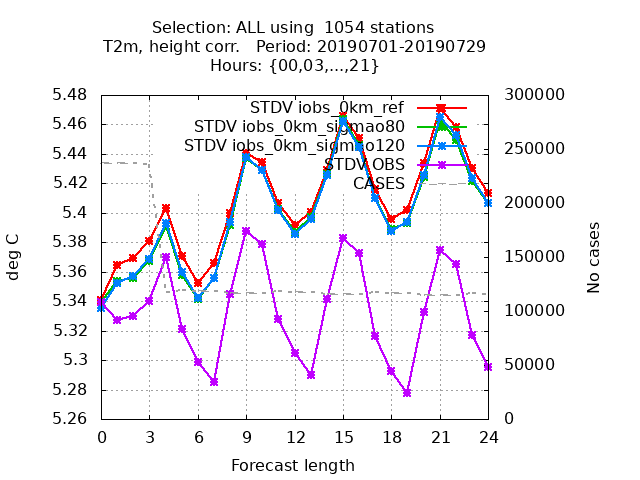 Selection: ALL using  1054 stations
T2m, height corr.   Period: 20190701-20190729
Hours: {00,03,...,21}
STDV iobs_0km_ref
STDV iobs_0km_sigmao80
STDV iobs_0km_sigmao120
STDV OBS
CASES
5.48
5.46
5.44
5.42
5.4
5.38
5.36
5.34
5.32
5.3
5.28
5.26
deg C
300000
250000
200000
150000
100000
50000
0
No cases
0 3 6 9 12 15 18 21 24
Forecast length